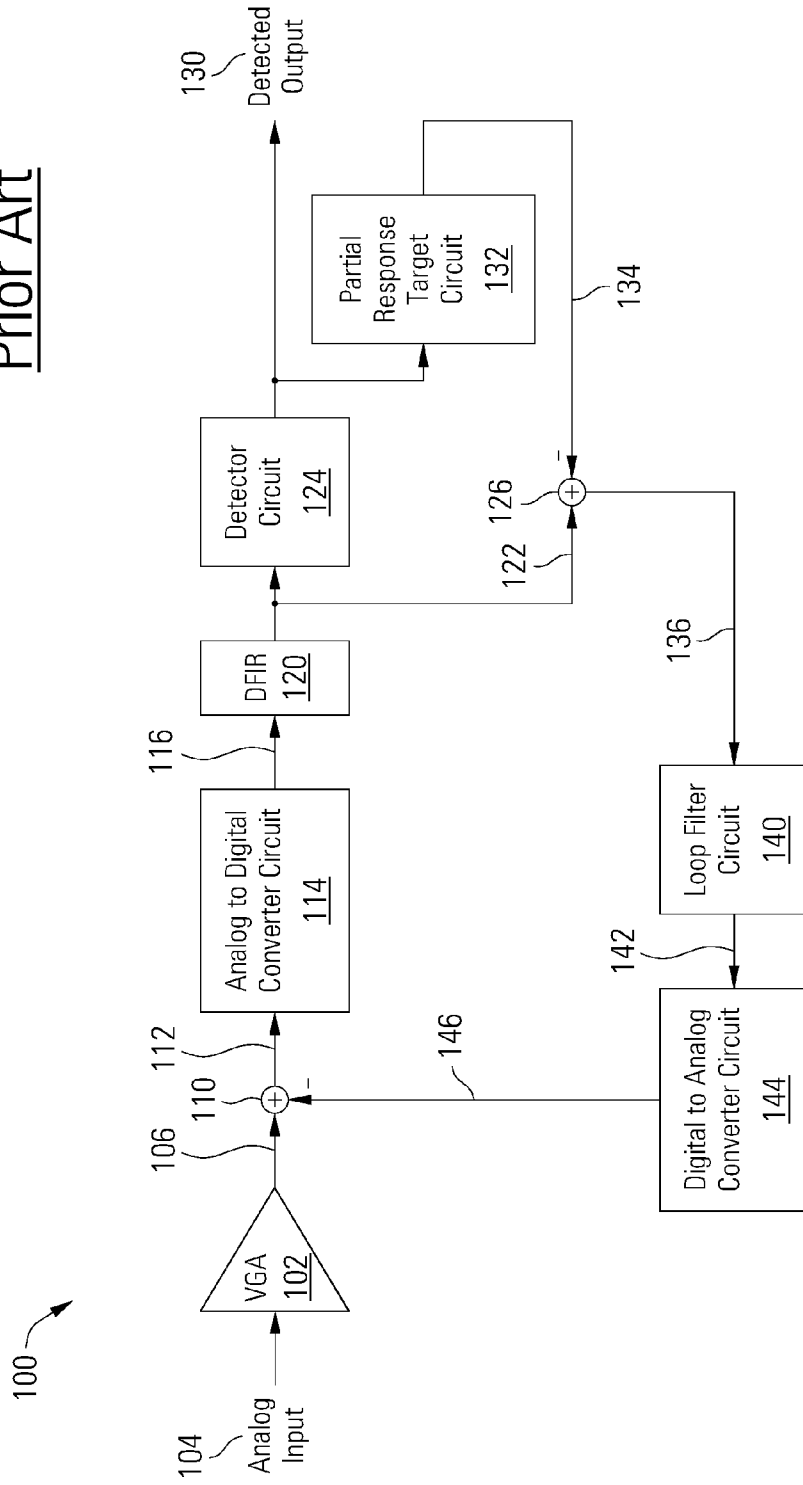 Prior Art
100
104
Analog
Input
VGA
102
106
110
-
+
112
Analog to Digital
Converter Circuit
114
116
DFIR
120
Detector
Circuit
124
130
Detected
Output
Partial
Response
Target
Circuit
132
134
122
126
-
+
136
Loop Filter
Circuit
140
142
Digital to Analog
Converter Circuit
144
146